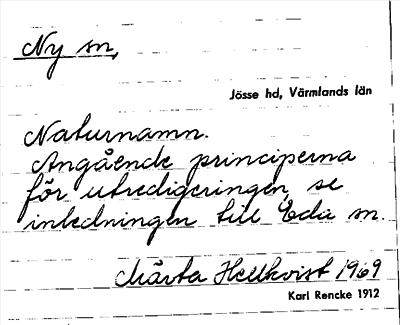 Ny sn,
Jösse hd, Värmlands län
Naturnamn.
Angående principerna
för utredigeringen, se
inledningen till Eda sn.
Märta Hellkvist 1969
Karl Rencke 1912